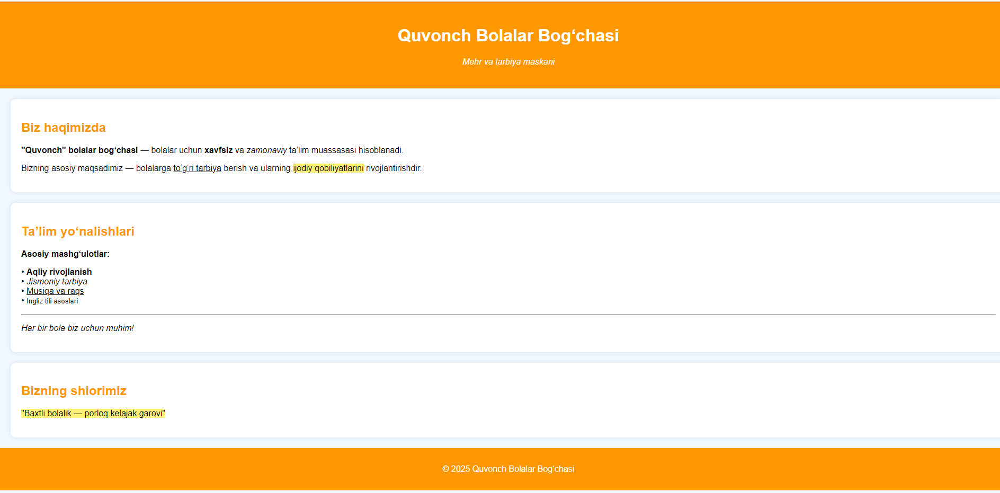 Quvonch Bolalar Bog‘chasi
Mehr va tarbiya maskani
Biz haqimizda
"Quvonch" bolalar bog‘chasi — bolalar uchun xavfsiz va zamonaviy ta’lim muassasasi hisoblanadi.
Bizning asosiy maqsadimiz — bolalarga to‘g‘ri tarbiya berish va ularning ijodiy qobiliyatlarini rivojlantirishdir.
Ta’lim yo‘nalishlari
Asosiy mashg‘ulotlar:
• Aqliy rivojlanish
• Jismoniy tarbiya
• Musiqa va raqs
• Ingliz tili asoslari
Har bir bola biz uchun muhim!
Bizning shiorimiz
"Baxtli bolalik — porloq kelajak garovi"
© 2025 Quvonch Bolalar Bog‘chasi